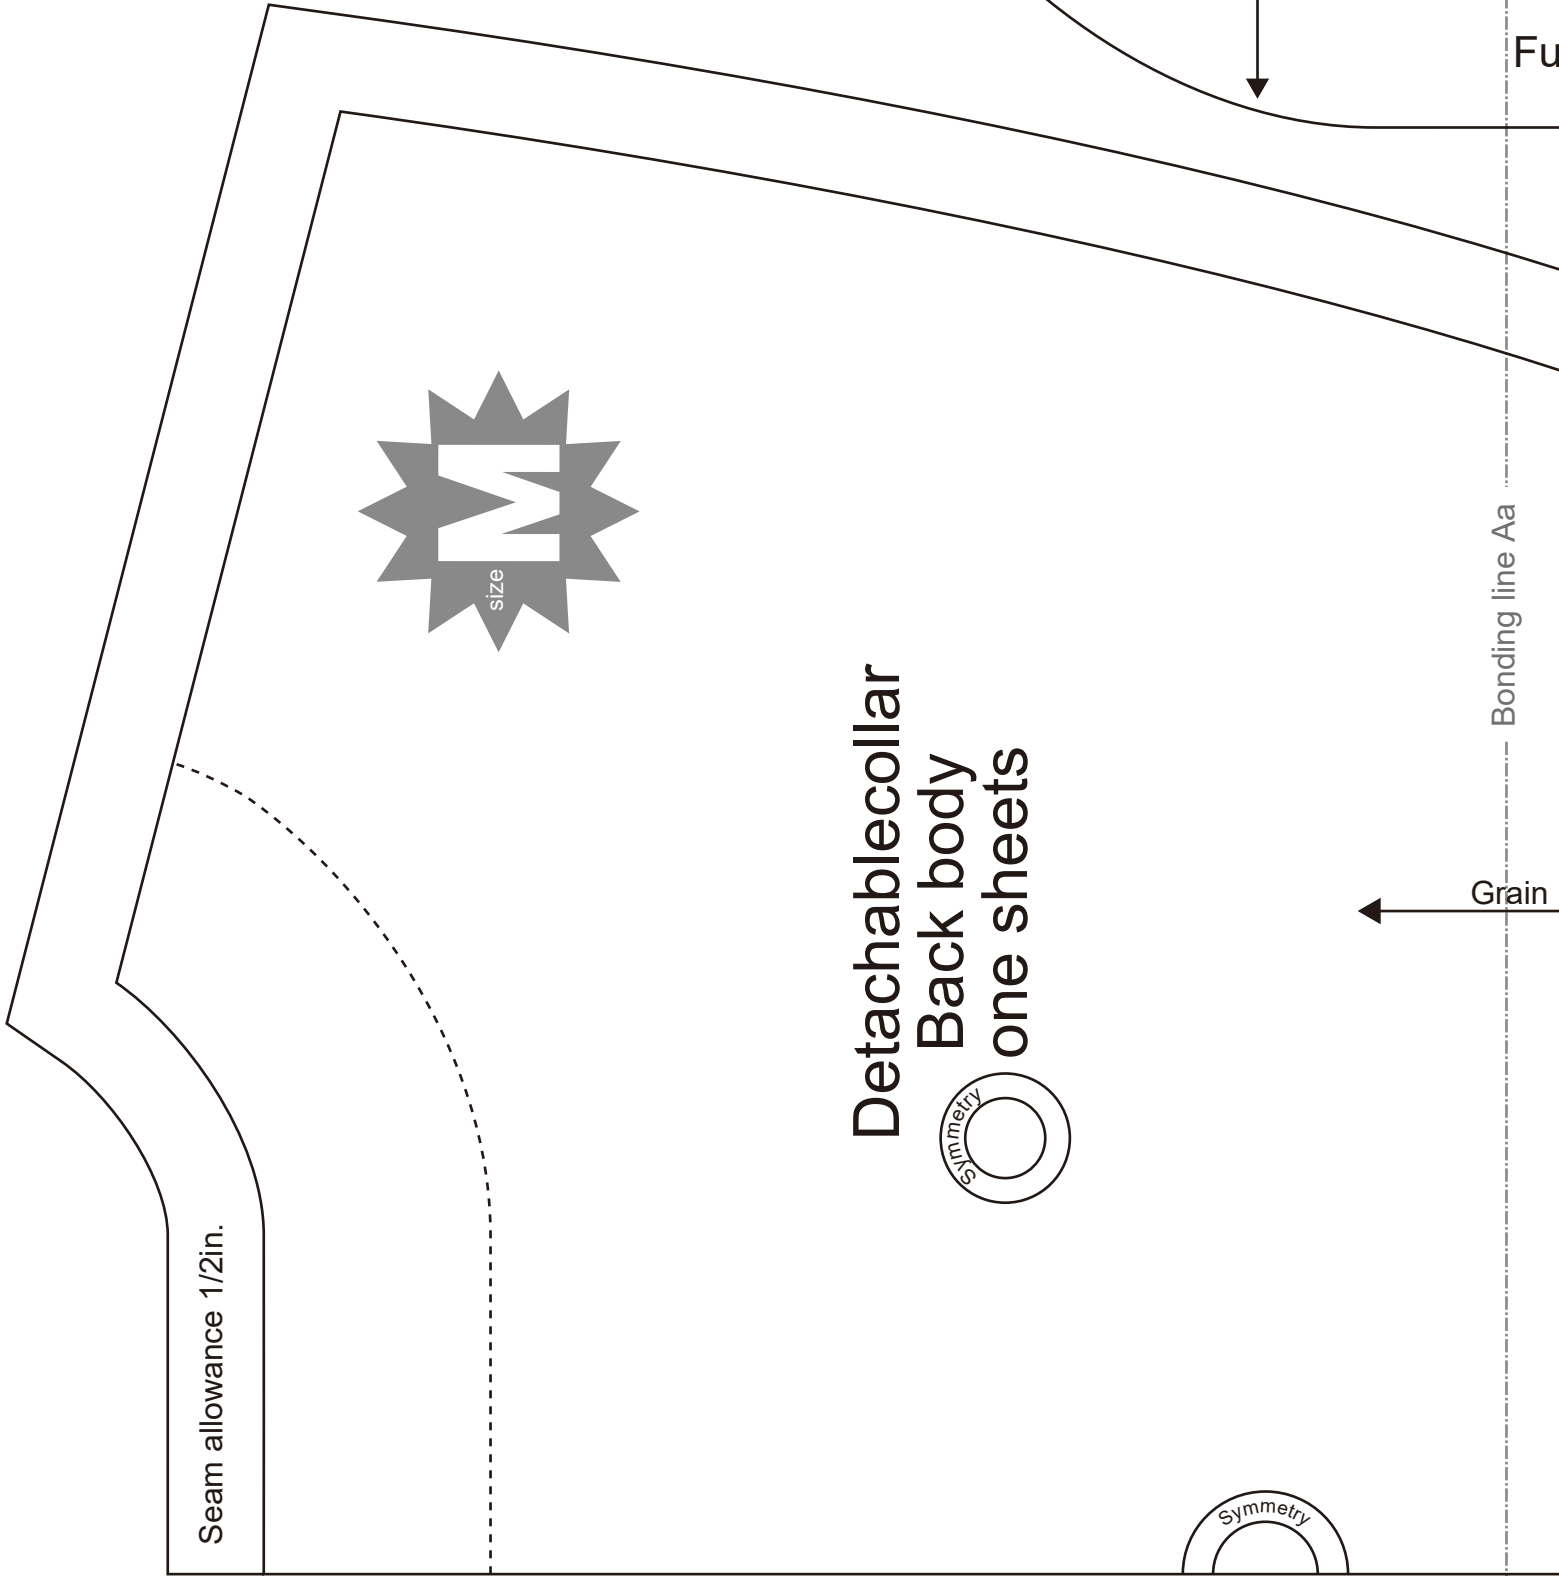 Fu
M
size
Bonding line Aa
Detachablecollar
Back body
one sheets
Symmetry
Grain
Seam allowance 1/2in.
Symmetry